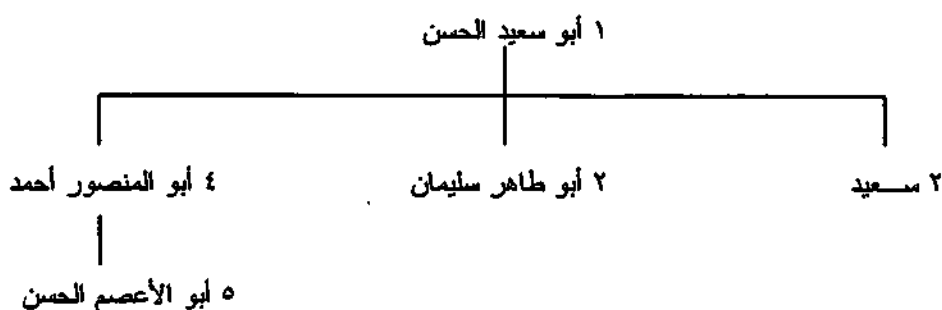 ١ أبو سعيد الحسن
٢ سعيد
٢ أبو طاهر سليمان
٤ أبو المنصور أحمد
٥ أبو الأعصم الحسن